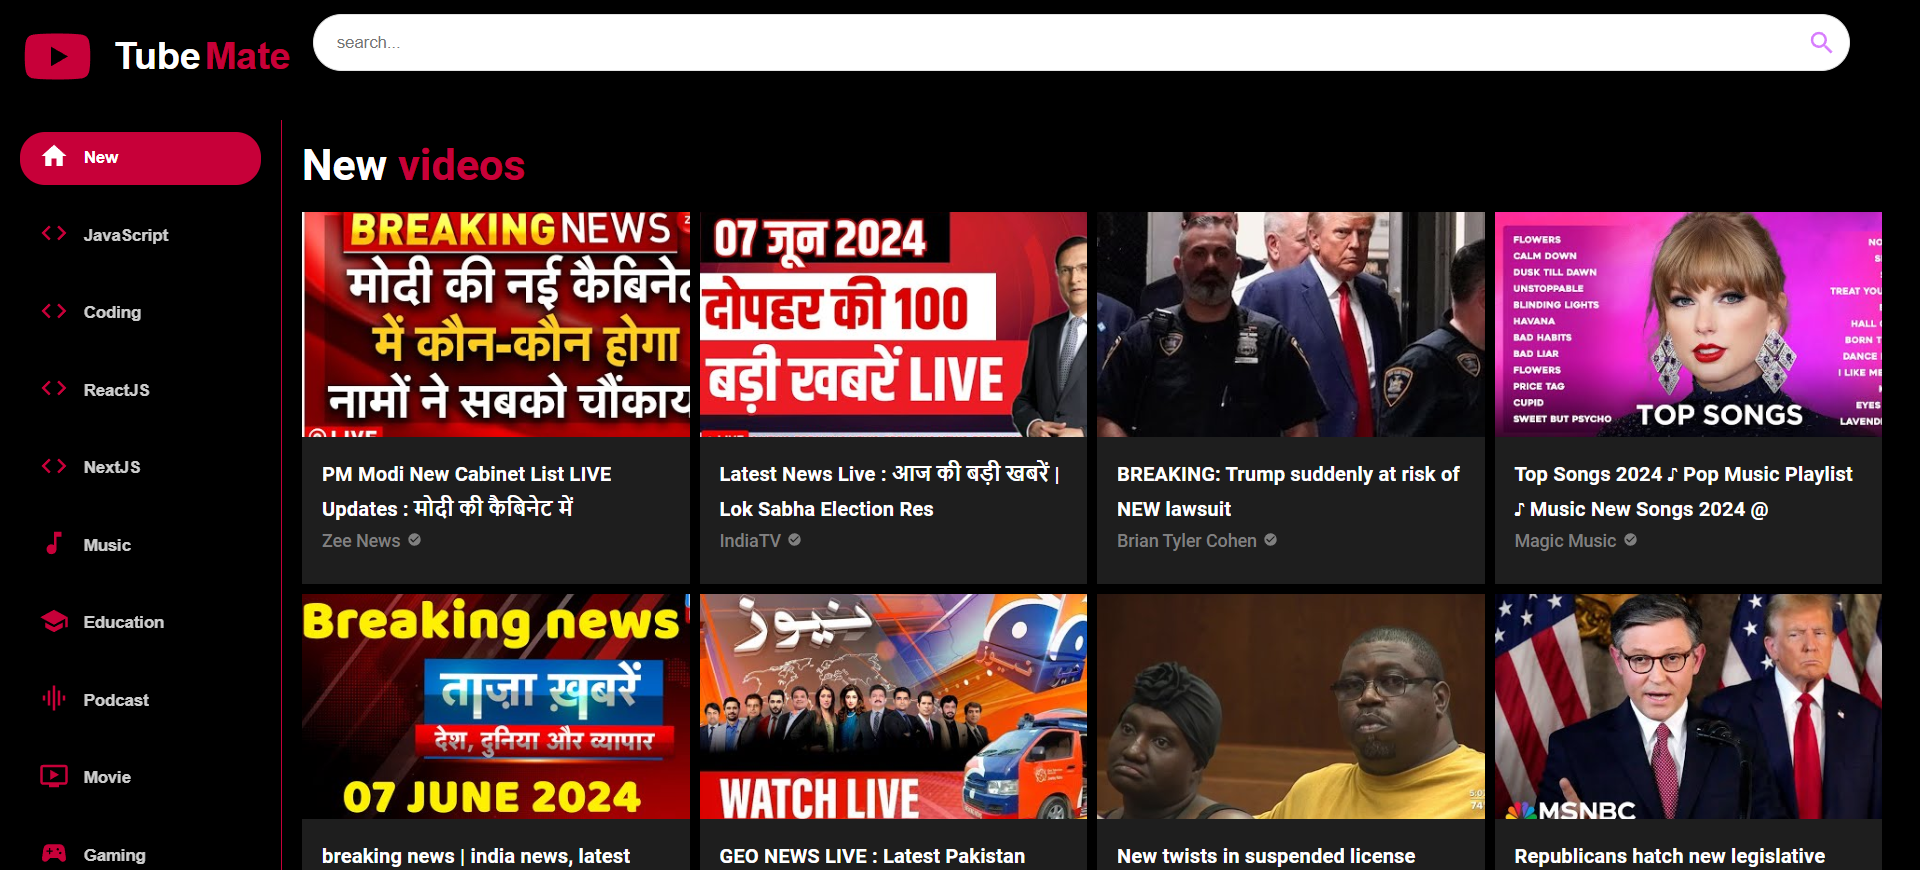 Tube Mate
search...
New
JavaScript
Coding
ReactJS
NextJS
Music
Education
Podcast
Movie
Gaming
New videos
BREAKING NEWS
मोदी की नई कैबिनेट
में कौन-कौन होगा
नामों ने सबको चौंकाय
LIVE
PM Modi New Cabinet List LIVE
Updates : मोदी की कैबिनेट में
Zee News
07 जून 2024
दोपहर की 100
बड़ी खबरें LIVE
Latest News Live : आज की बड़ी खबरें |
Lok Sabha Election Res
IndiaTV
BREAKING: Trump suddenly at risk of
NEW lawsuit
Brian Tyler Cohen
FLOWERS
CALM DOWN
DUSK TILL DAWN
UNSTOPPABLE
BLINDING LIGHTS
HAVANA
BAD HABITS
BAD LIAR
FLOWERS
PRICE TAG
CUPID
SWEET BUT PSYCHO
NO
S
TREAT YOU
HALL
BORN T
DANCE
I LIKE ME
EYES
LAVEND
TOP SONGS
Top Songs 2024 ♪ Pop Music Playlist
♪ Music New Songs 2024 @
Magic Music
Breaking news
ताज़ा ख़बरें
देश, दुनिया और व्यापार
07 JUNE 2024
breaking news | india news, latest
نیوز
WATCH LIVE
GEO NEWS LIVE : Latest Pakistan
New twists in suspended license
MSNBC
Republicans hatch new legislative